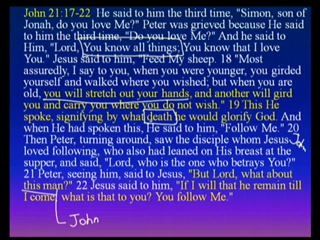 John 21:17-22  He said to him the third time, "Simon, son of
Jonah, do you love Me?" Peter was grieved because He said
to him the third time, "Do you love Me?" And he said to
Him, "Lord, You know all things; You know that I love
You." Jesus said to him, "Feed My sheep. 18 "Most
assuredly, I say to you, when you were younger, you girded
yourself and walked where you wished; but when you are
old, you will stretch out your hands, and another will gird
you and carry you where you do not wish." 19 This He
spoke, signifying by what death he would glorify God. And
when He had spoken this, He said to him, "Follow Me." 20
Then Peter, turning around, saw the disciple whom Jesus
loved following, who also had leaned on His breast at the
supper, and said, "Lord, who is the one who betrays You?"
21 Peter, seeing him, said to Jesus, "But Lord, what about
this man?" 22 Jesus said to him, "If I will that he remain till
I come, what is that to you? You follow Me."
John